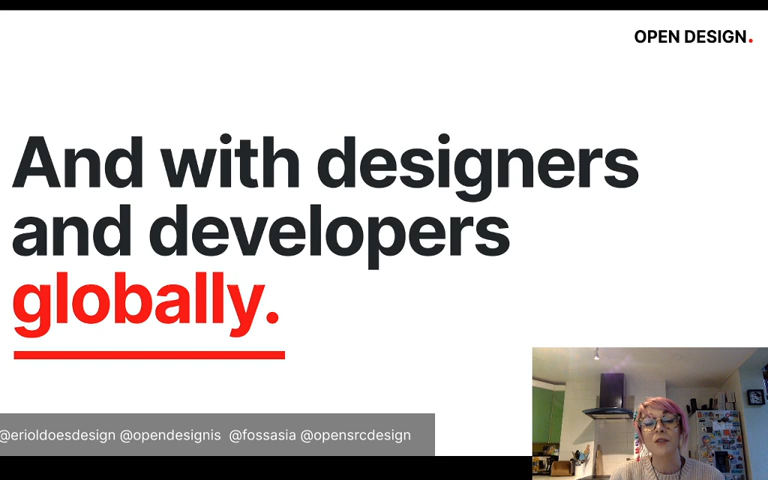 OPEN DESIGN.
And with designers
and developers
globally.
@erioldoesdesign @opendesignis @fossasia @opensrcdesign